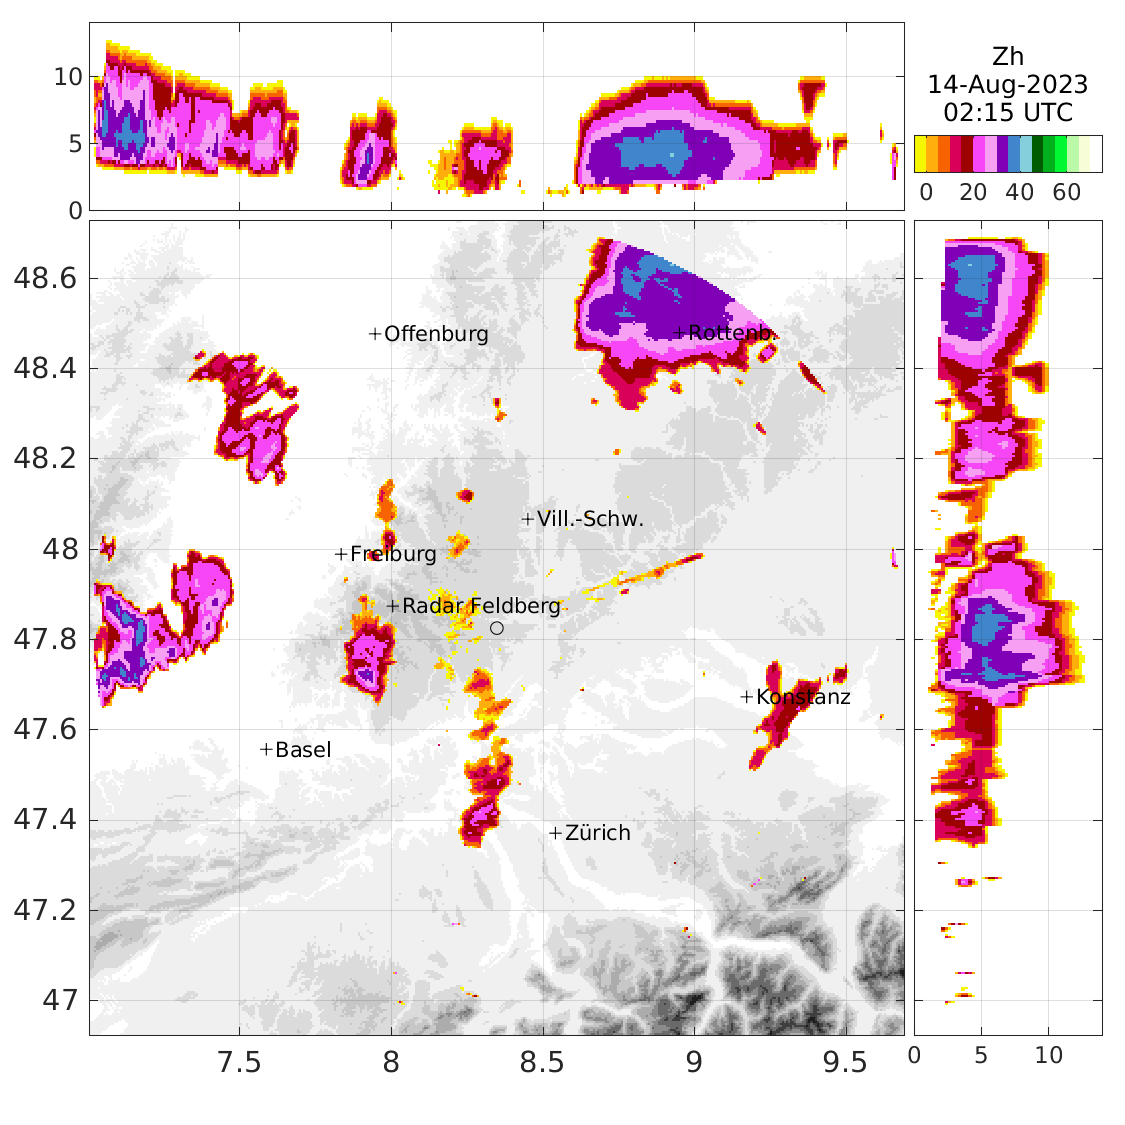 10
5
0
Zh
14-Aug-2023
02:15 UTC
0 20 40 60
48.6
48.4
48.2
48
47.8
47.6
47.4
47.2
47
Offenburg
Rottenb.
Vill.-Schw.
Freiburg
Radar Feldberg
Konstanz
Basel
Zürich
7.5 8 8.5 9 9.5
0 5 10